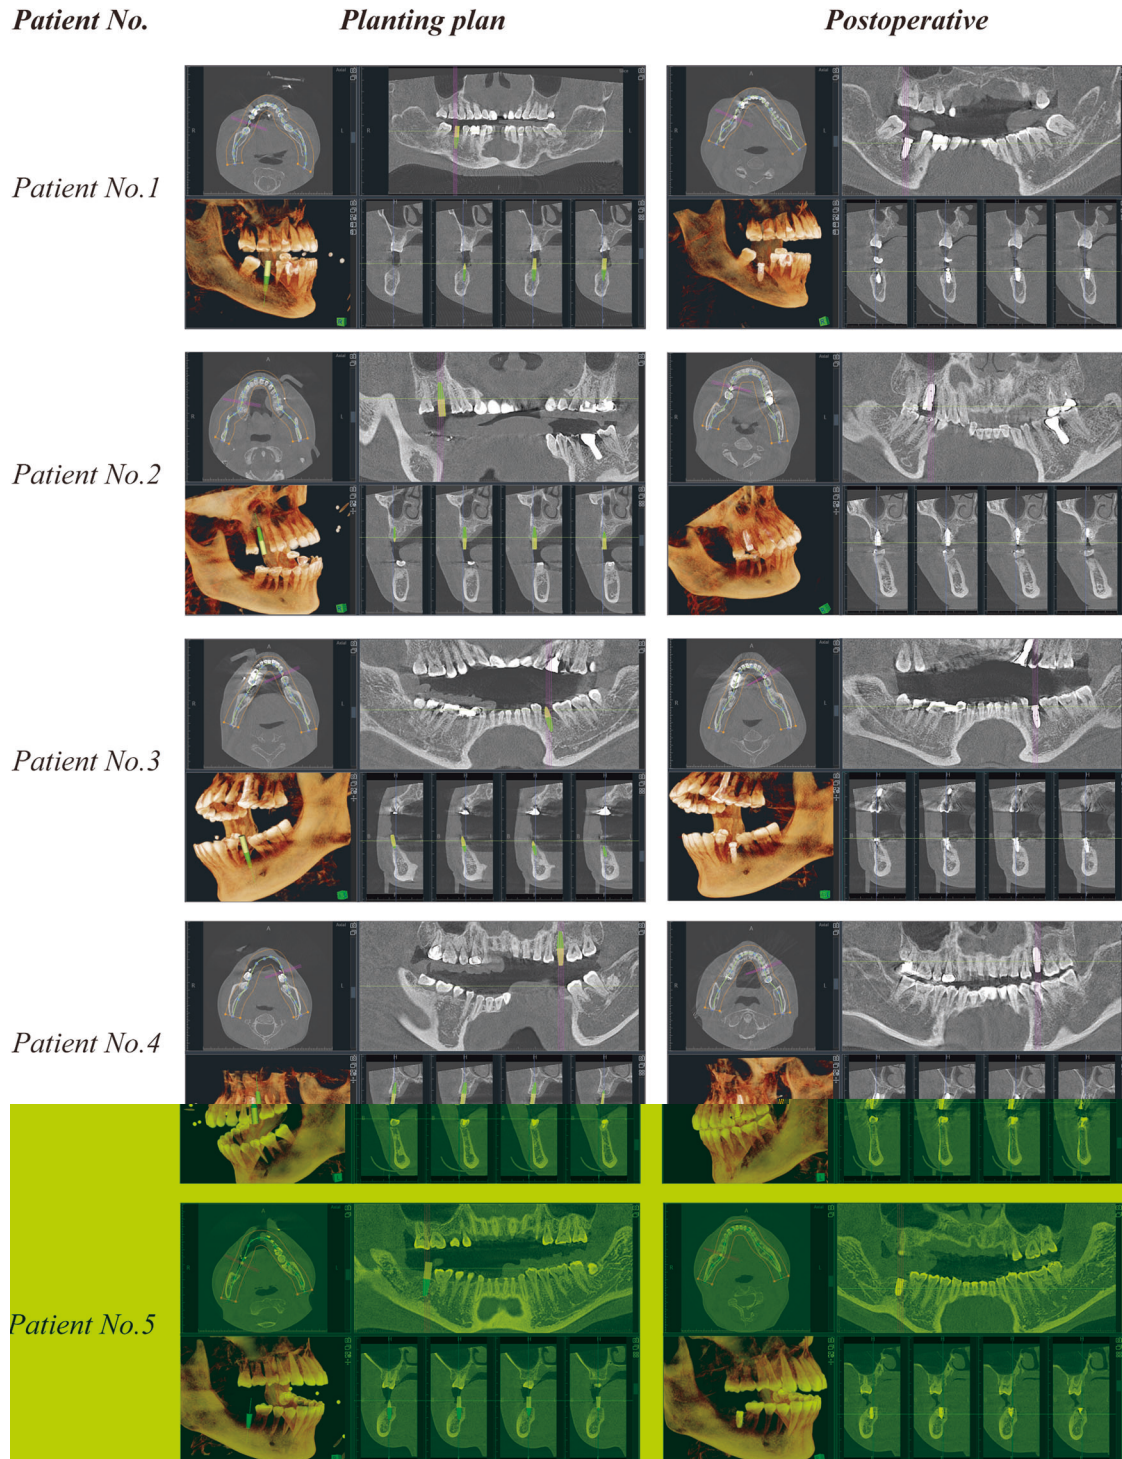 Patient No. Planting plan Postoperative
Patient No.1
Patient No.2
Patient No.3
Patient No.4
Patient No.5